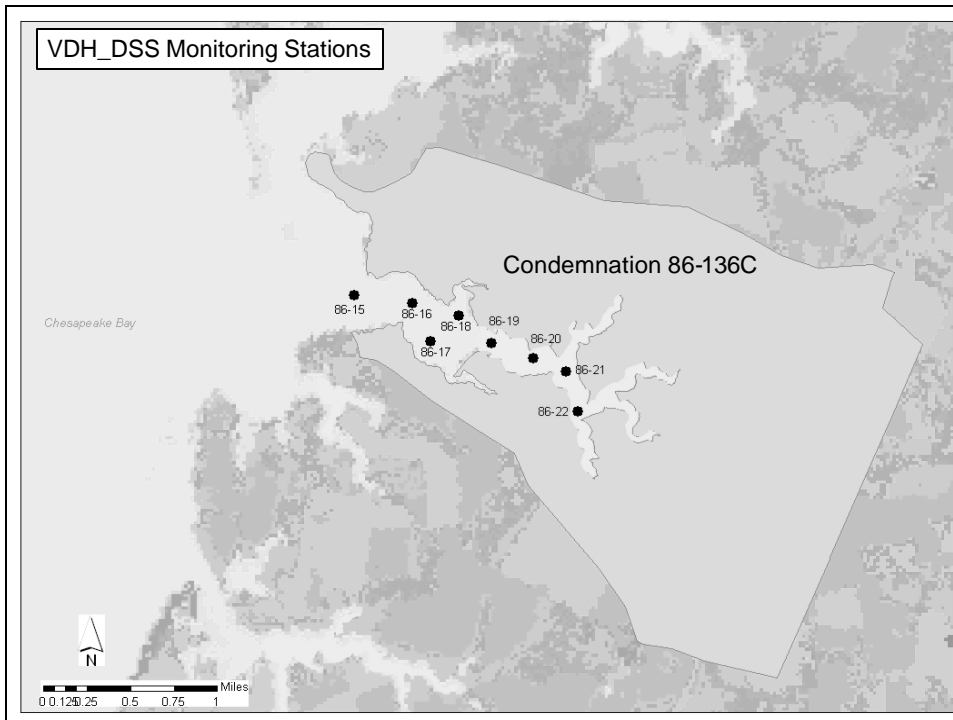 VDH_DSS Monitoring Stations
Condemnation 86-136C
86-15
86-16
86-18
86-19
86-17
86-20
86-21
86-22
Chesapeake Bay
N
Miles
0 0.125 0.25 0.5 0.75 1